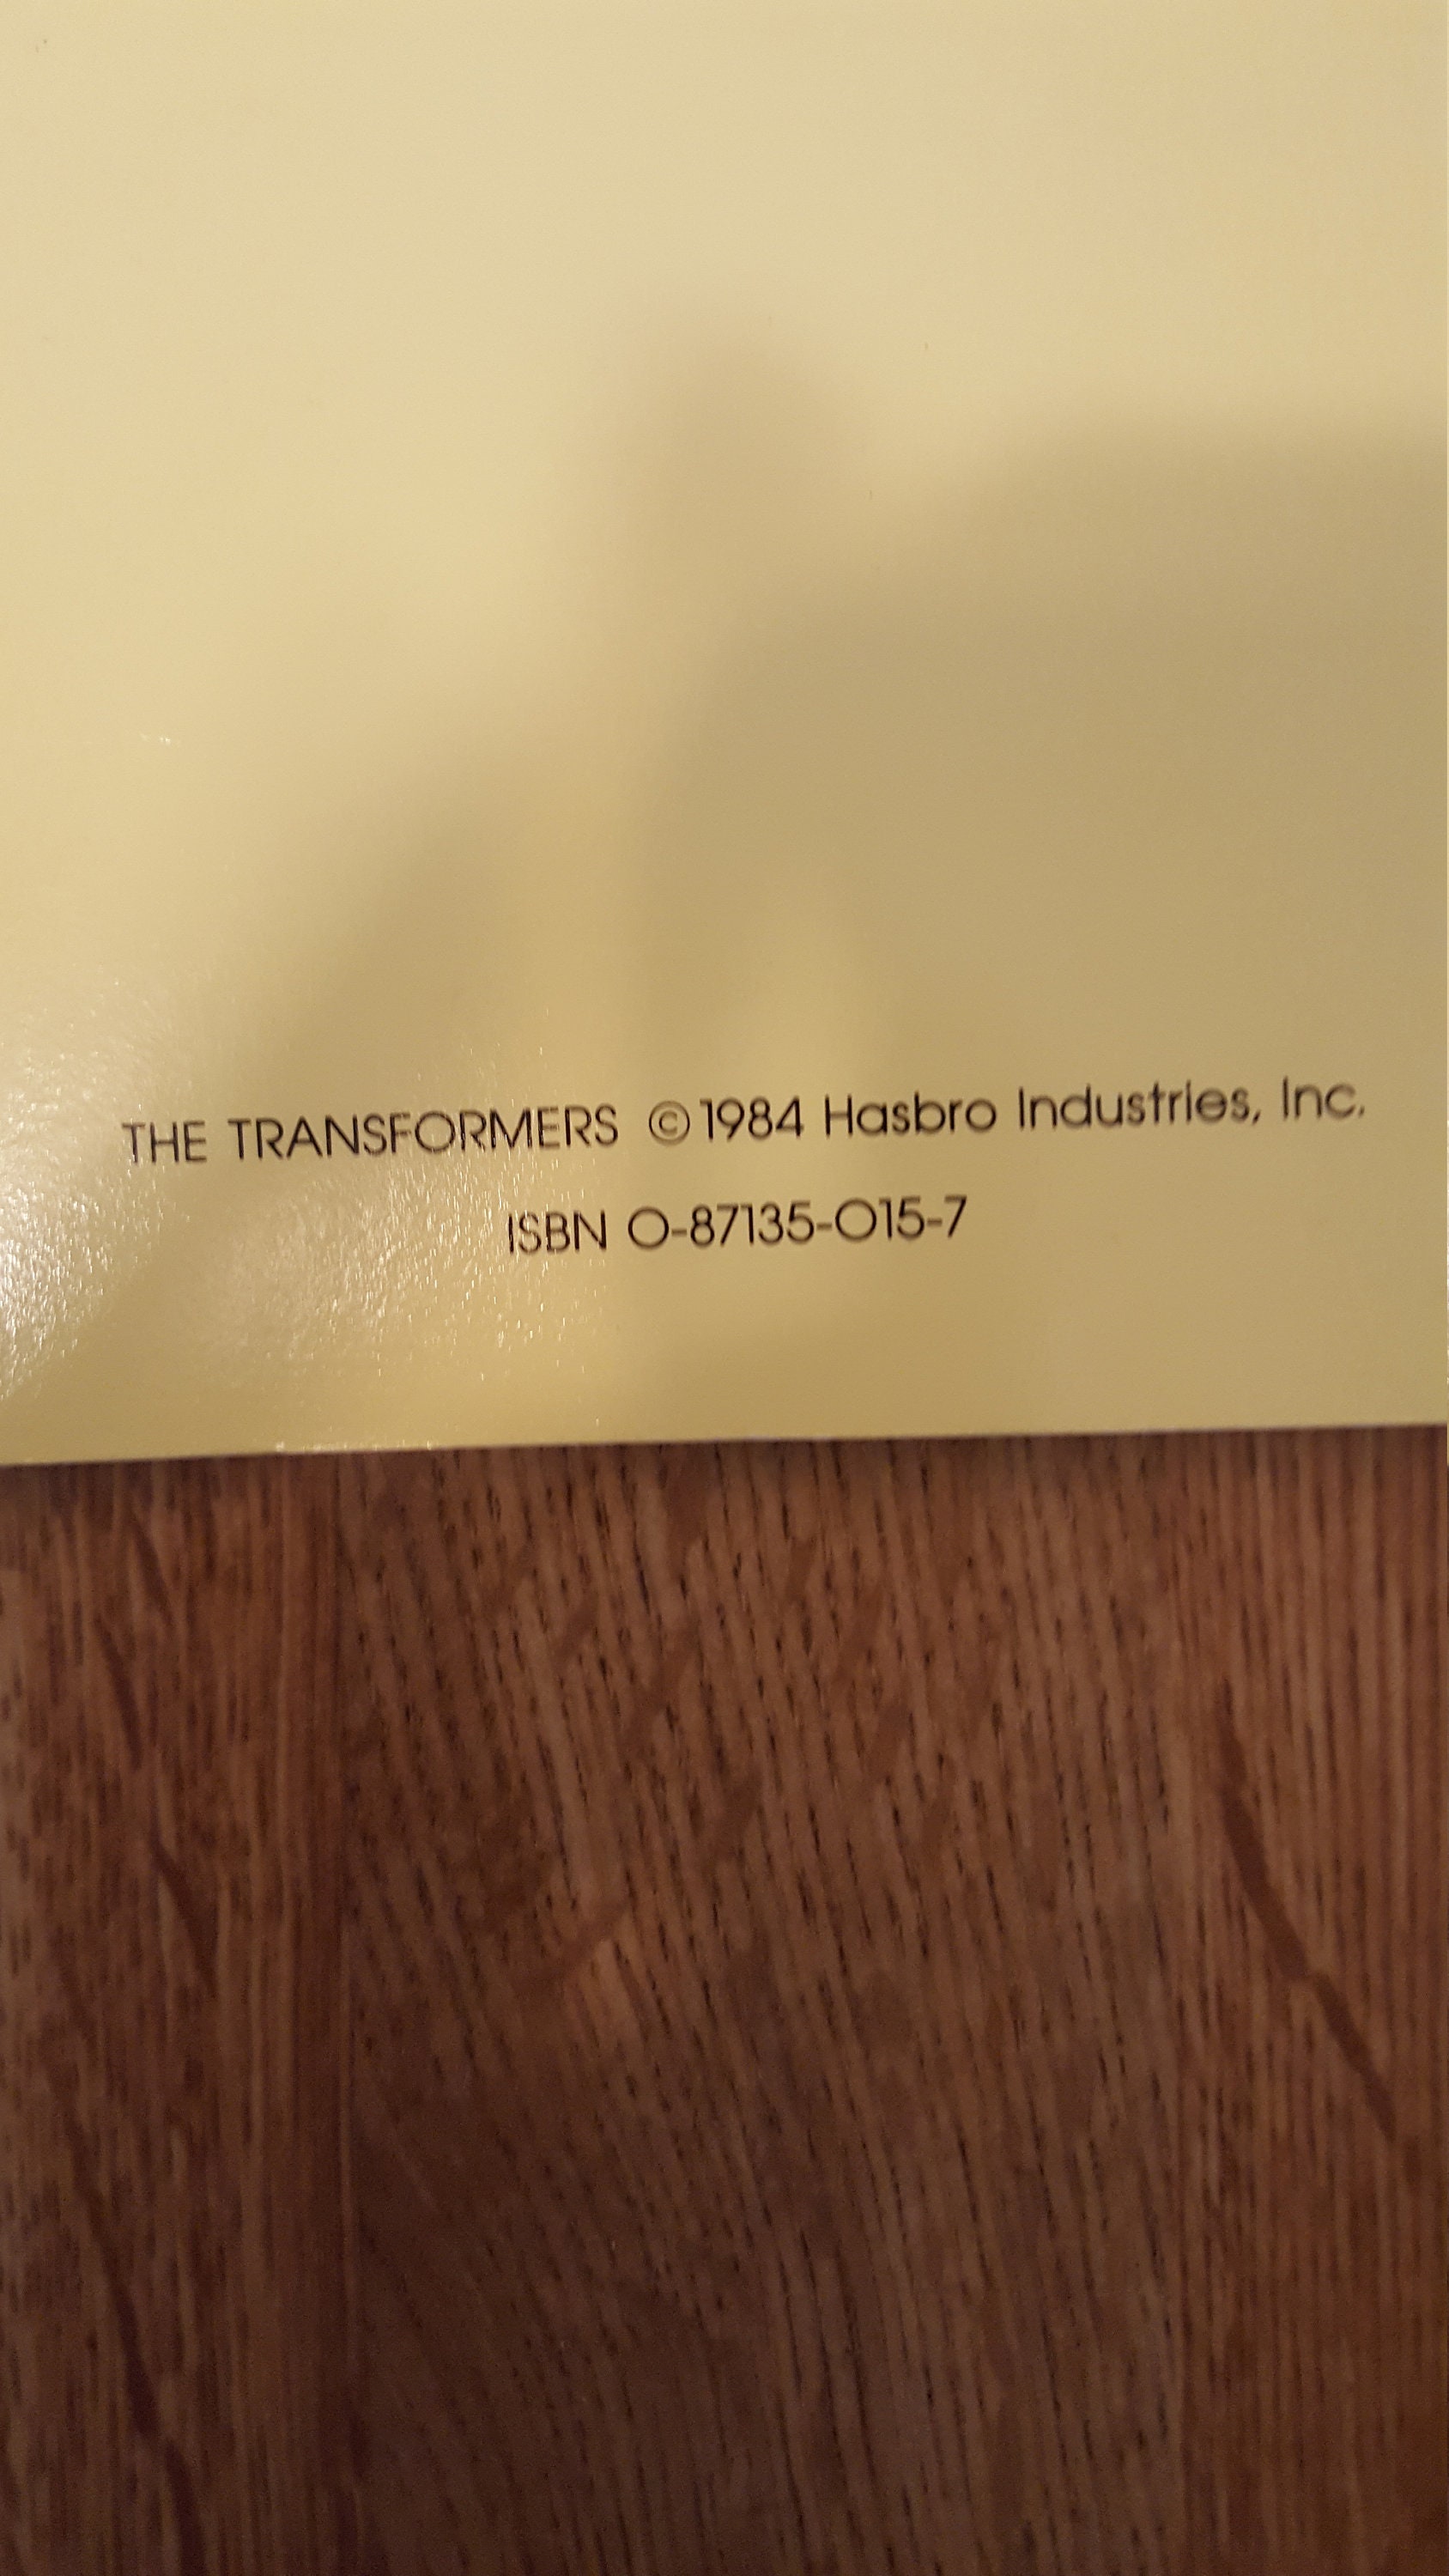 THE TRANSFORMERS ©1984 Hasbro Industries, Inc.
ISBN 0-87135-015-7